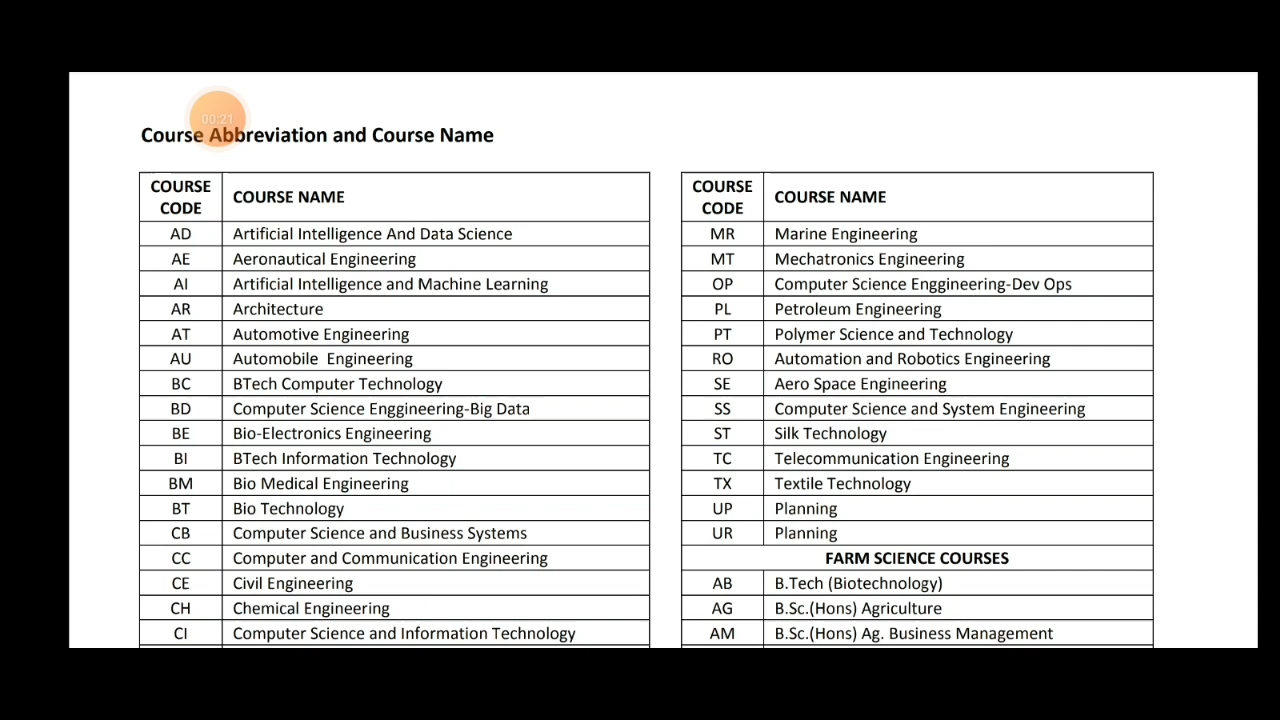 00:21
Course Abbreviation and Course Name
COURSE CODE COURSE NAME
AD Artificial Intelligence And Data Science
AE Aeronautical Engineering
AI Artificial Intelligence and Machine Learning
AR Architecture
AT Automotive Engineering
AU Automobile Engineering
BC BTech Computer Technology
BD Computer Science Enggineering-Big Data
BE Bio-Electronics Engineering
BI BTech Information Technology
BM Bio Medical Engineering
BT Bio Technology
CB Computer Science and Business Systems
CC Computer and Communication Engineering
CE Civil Engineering
CH Chemical Engineering
CI Computer Science and Information Technology
COURSE CODE COURSE NAME
MR Marine Engineering
MT Mechatronics Engineering
OP Computer Science Enggineering-Dev Ops
PL Petroleum Engineering
PT Polymer Science and Technology
RO Automation and Robotics Engineering
SE Aero Space Engineering
SS Computer Science and System Engineering
ST Silk Technology
TC Telecommunication Engineering
TX Textile Technology
UP Planning
UR Planning
FARM SCIENCE COURSES
AB B.Tech (Biotechnology)
AG B.Sc.(Hons) Agriculture
AM B.Sc.(Hons) Ag. Business Management